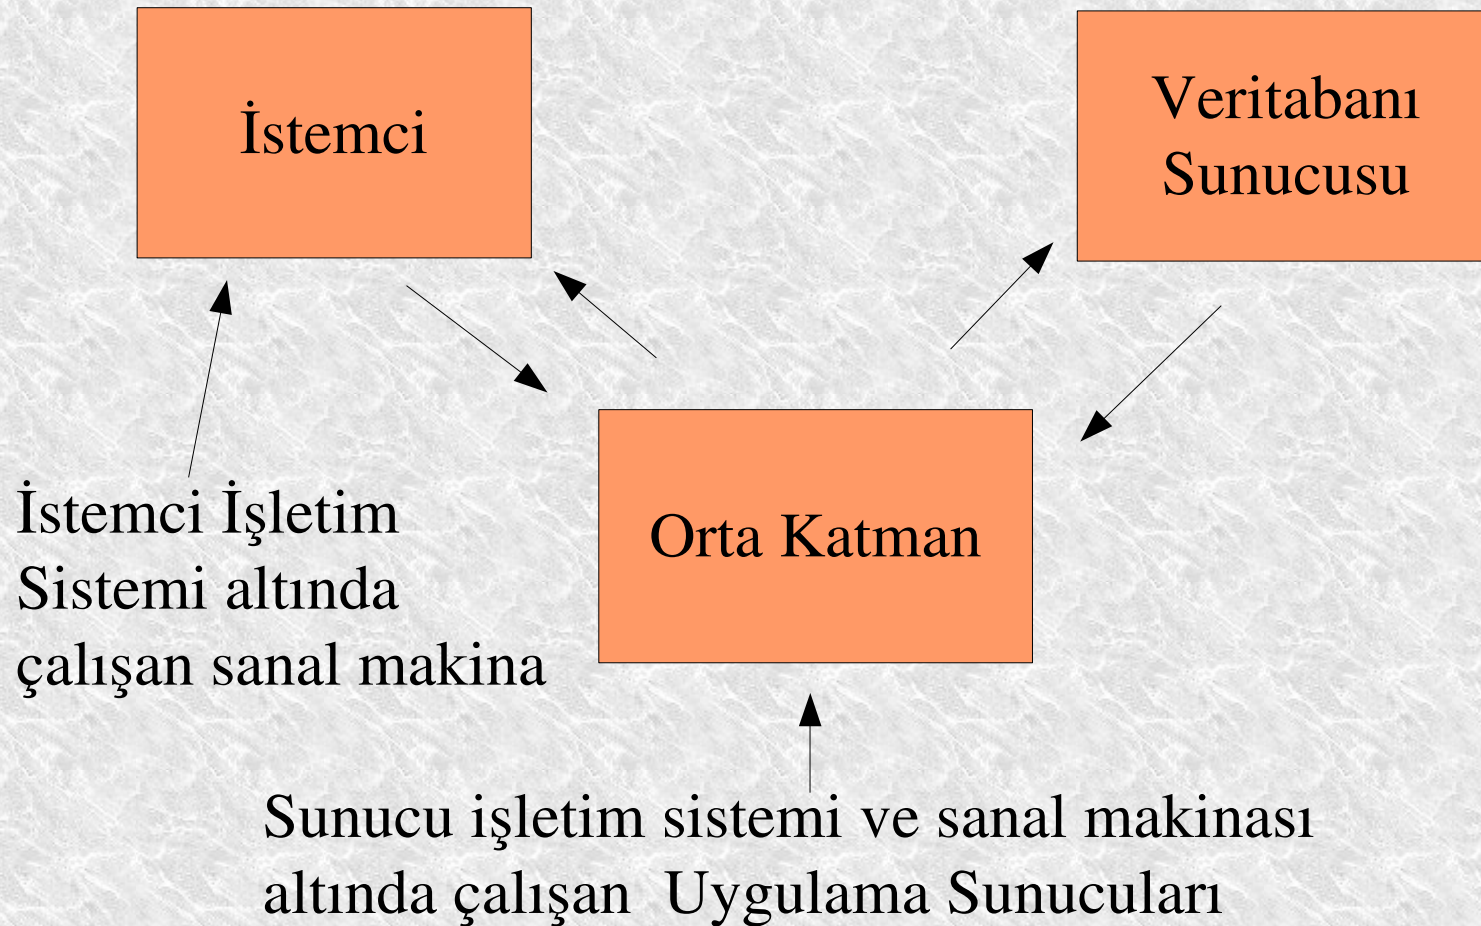 İstemci
Veritabanı
Sunucusu
İstemci İşletim
Sistemi altında
çalışan sanal makina
Orta Katman
Sunucu işletim sistemi ve sanal makinası
altında çalışan  Uygulama Sunucuları